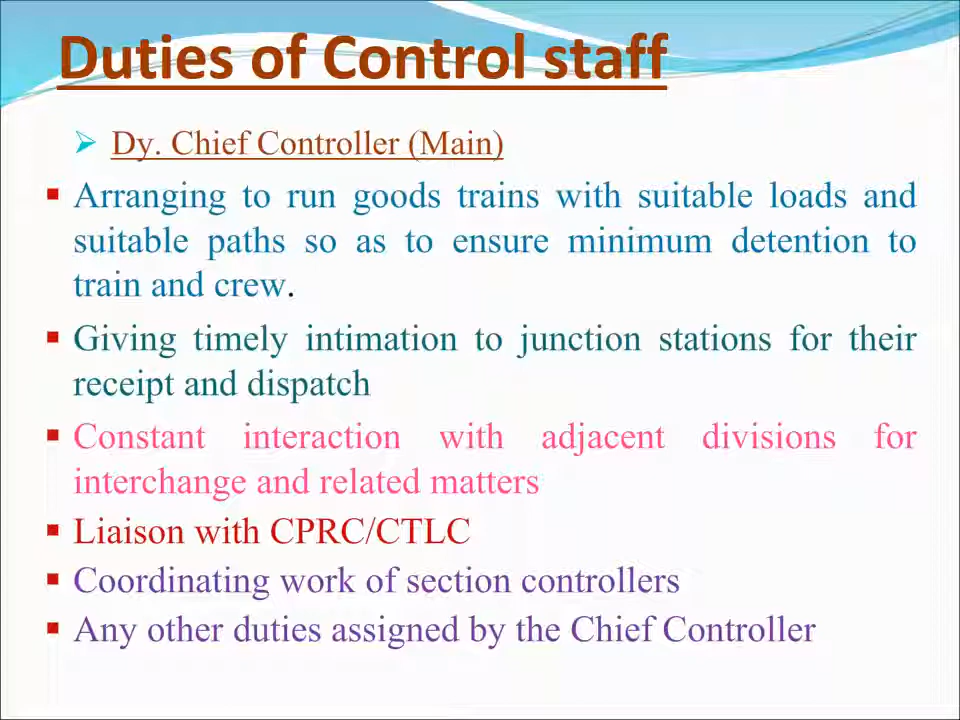 Duties of Control staff
Dy. Chief Controller (Main)
Arranging to run goods trains with suitable loads and
suitable paths so as to ensure minimum detention to
train and crew.
Giving timely intimation to junction stations for their
receipt and dispatch
Constant interaction with adjacent divisions for
interchange and related matters
Liaison with CPRC/CTLC
Coordinating work of section controllers
Any other duties assigned by the Chief Controller